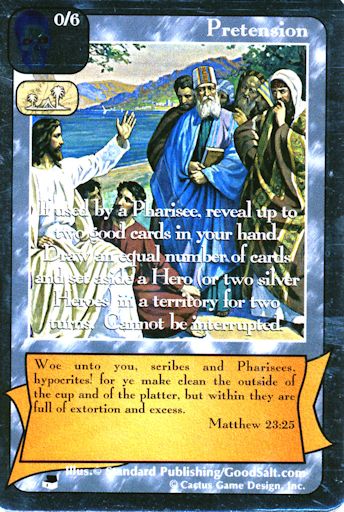 0/6
Pretension
If used by a Pharisee, reveal up to
two good cards in your hand.
Draw an equal number of cards
and set aside a Hero (or two silver
Heroes) in a territory for two
turns. Cannot be interrupted.
Woe unto you, scribes and Pharisees,
hypocrites! for ye make clean the outside of
the cup and of the platter, but within they are
full of extortion and excess.
Matthew 23:25
Illus. © Standard Publishing/GoodSalt.com
© Cactus Game Design, Inc.